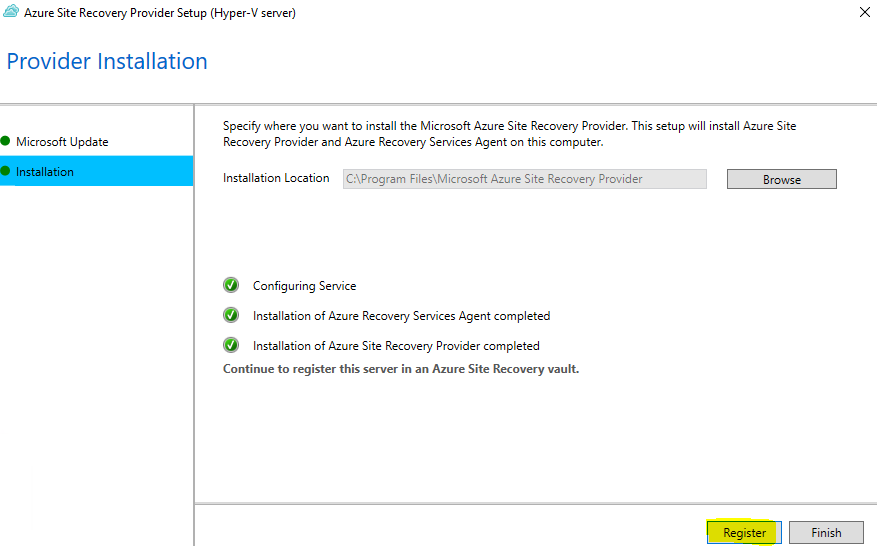 Azure Site Recovery Provider Setup (Hyper-V server)
Provider Installation
Microsoft Update
Installation
Specify where you want to install the Microsoft Azure Site Recovery Provider. This setup will install Azure Site
Recovery Provider and Azure Recovery Services Agent on this computer.
Installation Location
C:\Program Files\Microsoft Azure Site Recovery Provider
Browse
Configuring Service
Installation of Azure Recovery Services Agent completed
Installation of Azure Site Recovery Provider completed
Continue to register this server in an Azure Site Recovery vault.
Register
Finish